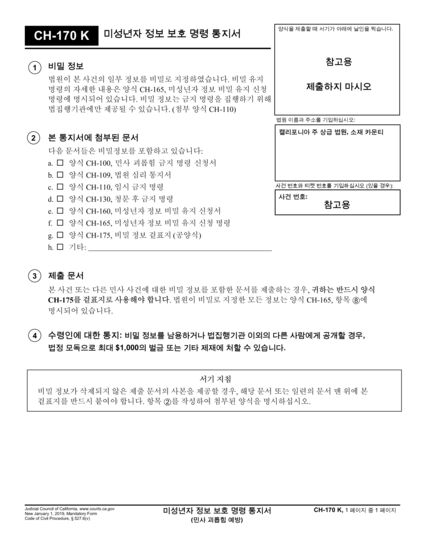 CH-170 K 미성년자 정보 보호 명령 통지서
양식을 제출할 때 서기가 아래에 날인을 찍습니다.
참고용
제출하지 마시오
법원 이름과 주소를 기입하십시오:
캘리포니아 주 상급 법원, 소재 카운티
사건 번호와 티켓 번호를 기입하십시오 (있을 경우):
사건 번호:
참고용
1 비밀 정보
법원이 본 사건의 일부 정보를 비밀로 지정하였습니다. 비밀 유지
명령의 자세한 내용은 양식 CH-165, 미성년자 정보 비밀 유지 신청
명령에 명시되어 있습니다. 비밀 정보는 금지 명령을 집행하기 위해
법집행기관에만 제공될 수 있습니다. (첨부 양식 CH-110)
2 본 통지서에 첨부된 문서
다음 문서들은 비밀정보를 포함하고 있습니다:
a. ☐ 양식 CH-100, 민사 괴롭힘 금지 명령 신청서
b. ☐ 양식 CH-109, 법원 심리 통지서
c. ☐ 양식 CH-110, 임시 금지 명령
d. ☐ 양식 CH-130, 청문 후 금지 명령
e. ☐ 양식 CH-160, 미성년자 정보 비밀 유지 신청서
f. ☐ 양식 CH-165, 미성년자 정보 비밀 유지 신청 명령
g. ☐ 양식 CH-175, 비밀 정보 겉표지 (공양식)
h. ☐ 기타:
3 제출 문서
본 사건 또는 다른 민사 사건에 대한 비밀 정보를 포함한 문서를 제출하는 경우, 귀하는 반드시 양식
CH-175를 겉표지로 사용해야 합니다. 법원이 비밀로 지정한 모든 정보는 양식 CH-165, 항목 ⑧에
명시되어 있습니다.
4 수령인에 대한 통지: 비밀 정보를 남용하거나 법집행기관 이외의 다른 사람에게 공개할 경우,
법정 모독으로 최대 $1,000의 벌금 또는 기타 제재에 처할 수 있습니다.
서기 지침
비밀 정보가 삭제되지 않은 제출 문서의 사본을 제공할 경우, 해당 문서 또는 일련의 문서 맨 위에 본
겉표지를 반드시 붙여야 합니다. 항목 ②를 작성하여 첨부된 양식을 명시하십시오.
Judicial Council of California, www.courts.ca.gov
New January 1, 2019, Mandatory Form
Code of Civil Procedure, § 527.6(v)
미성년자 정보 보호 명령 통지서
(민사 괴롭힘 예방)
CH-170 K, 1 페이지 중 1 페이지